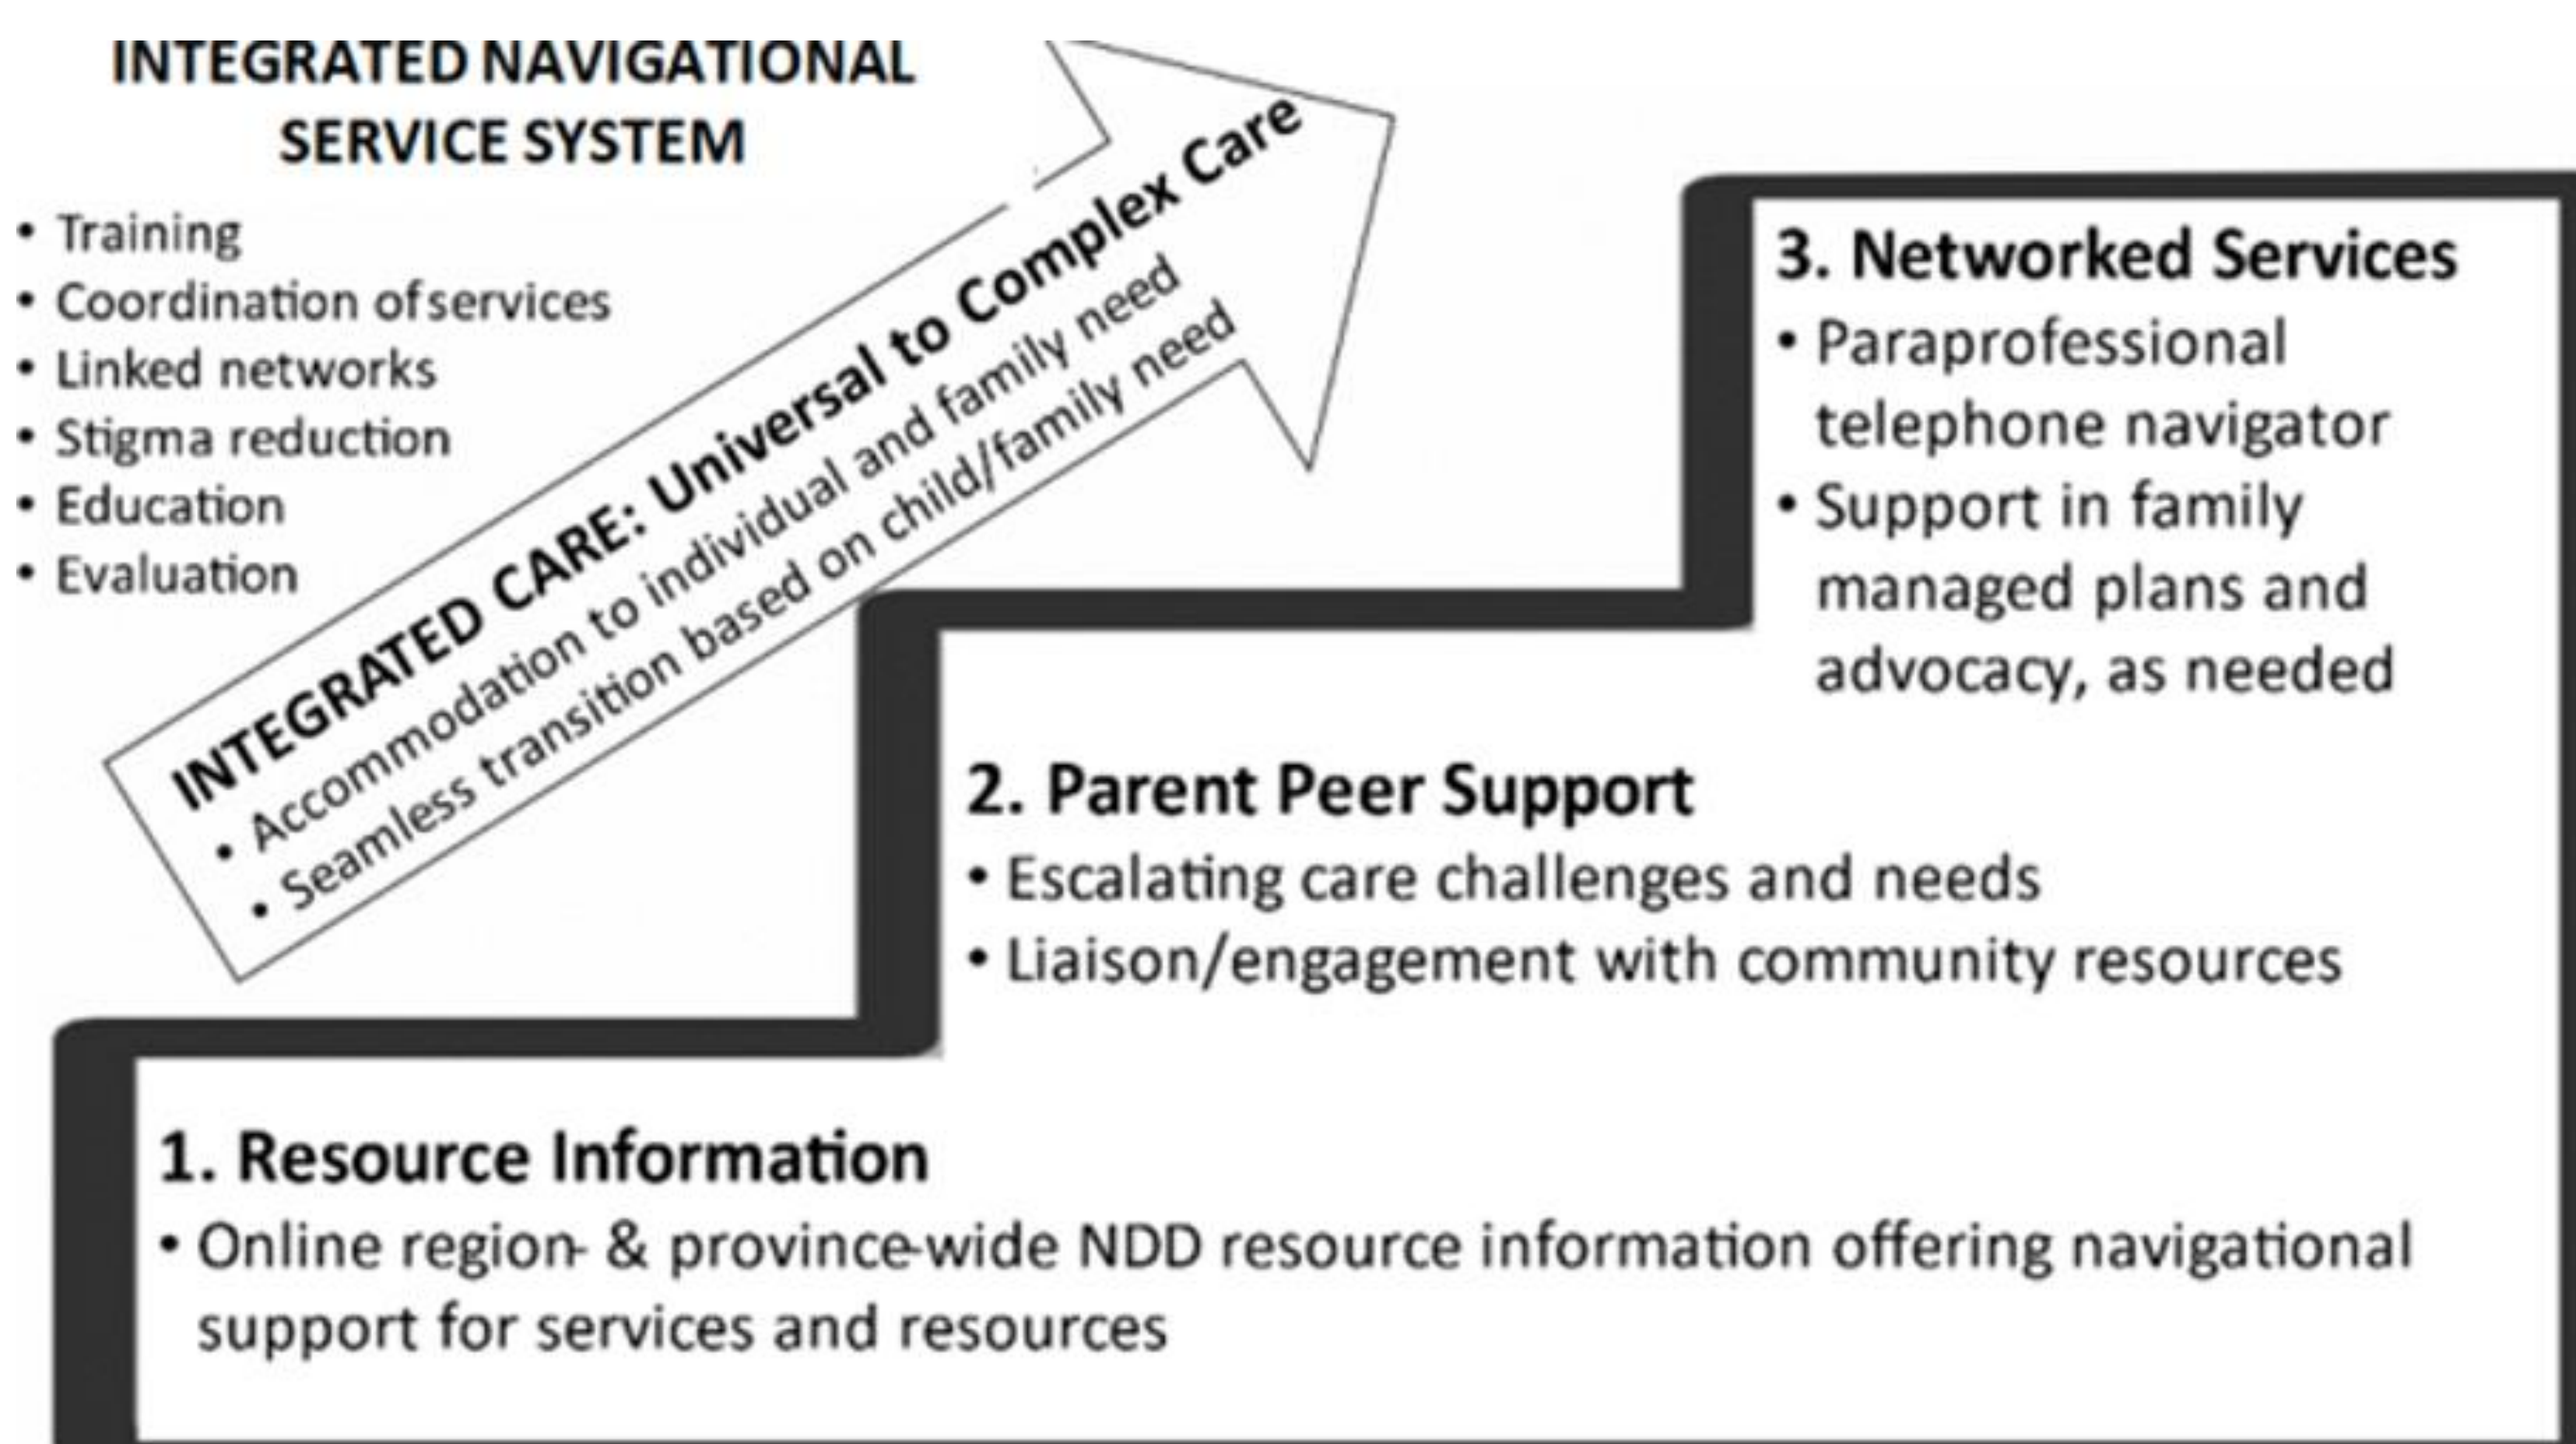 INTEGRATED NAVIGATIONAL
SERVICE SYSTEM
• Training
• Coordination of services
• Linked networks
• Stigma reduction
• Education
• Evaluation
INTEGRATED CARE: Universal to Complex Care
• Accommodation to individual and family need
• Seamless transition based on child/family need
3. Networked Services
• Paraprofessional
telephone navigator
• Support in family
managed plans and
advocacy, as needed
2. Parent Peer Support
• Escalating care challenges and needs
• Liaison/engagement with community resources
1. Resource Information
• Online region- & province-wide NDD resource information offering navigational
support for services and resources